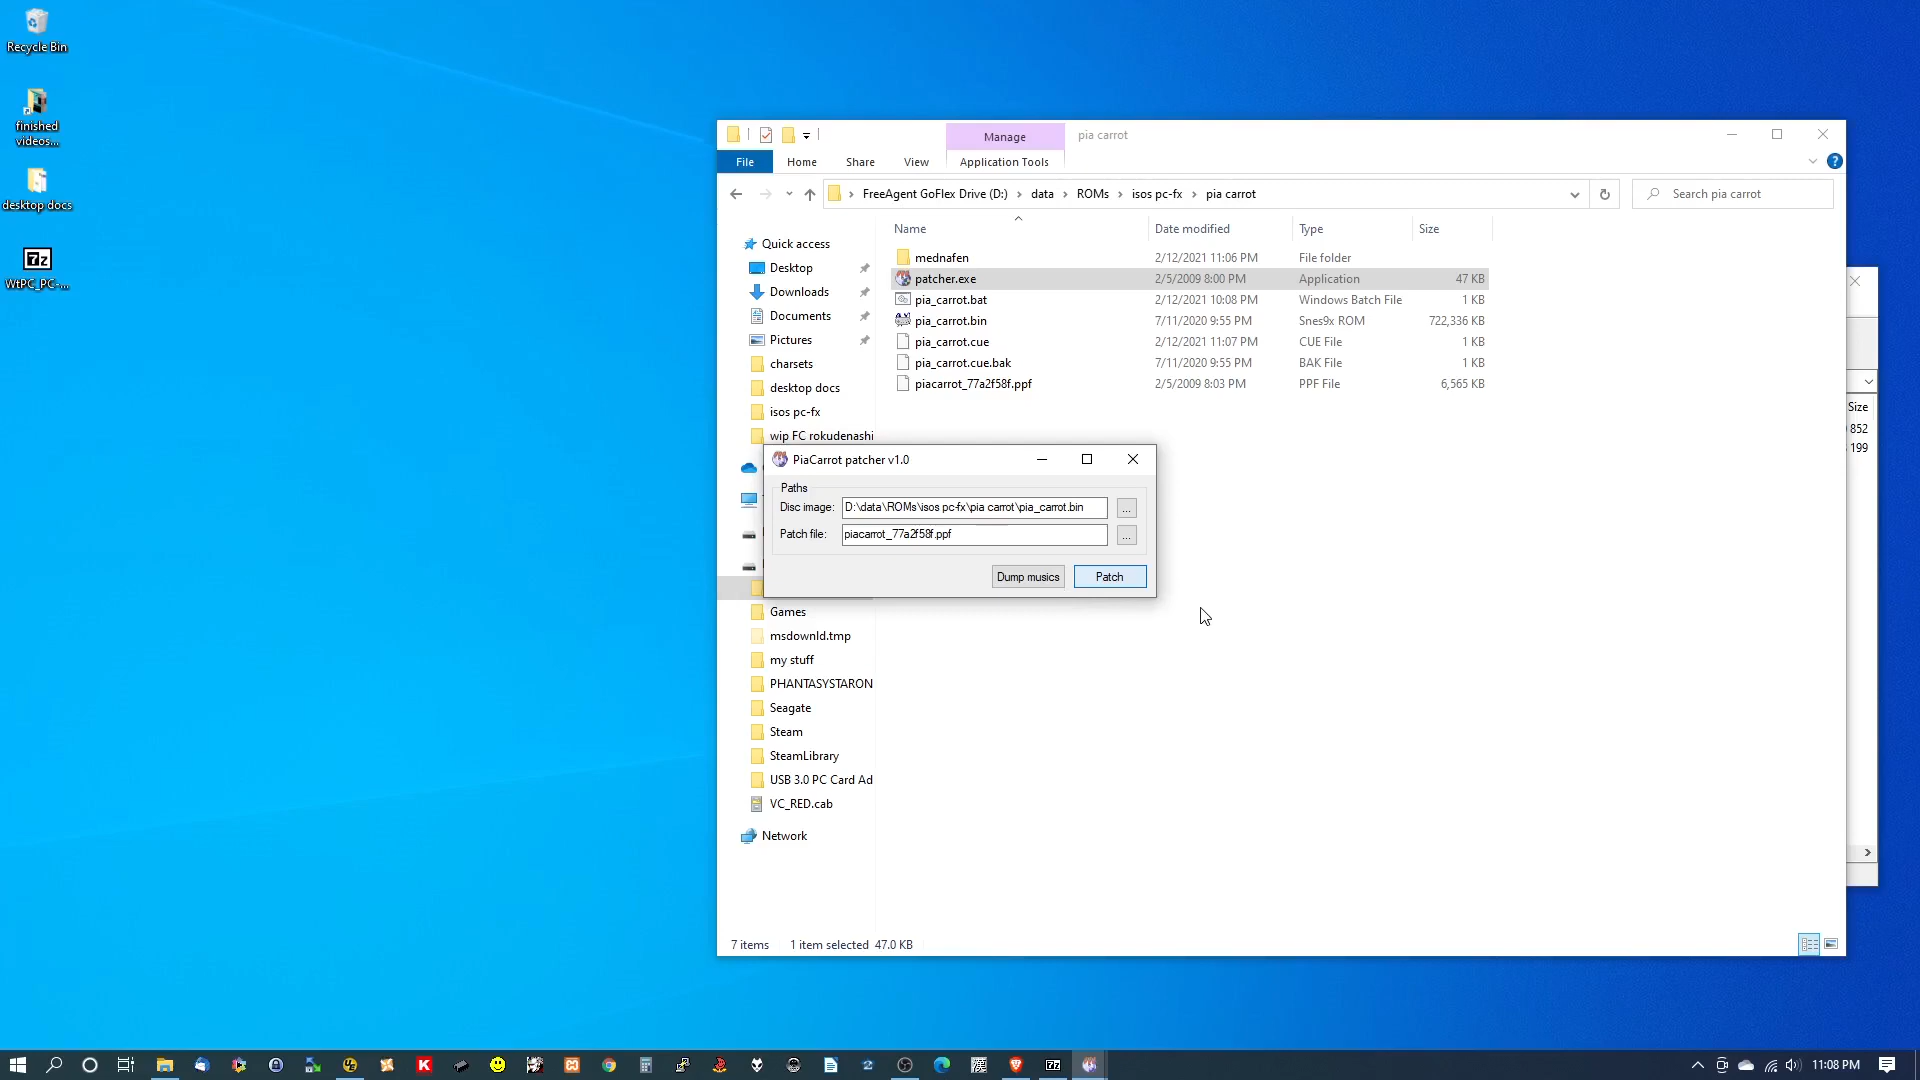 Recycle Bin
finished
videos...
desktop docs
WtPC_PC-...
Manage
pia carrot
File
Home
Share
View
Application Tools
FreeAgent GoFlex Drive (D:) › data › ROMs › isos pc-fx › pia carrot
Search pia carrot
Name
Date modified
Type
Size
mednafen 2/12/2021 11:06 PM File folder
patcher.exe 2/5/2009 8:00 PM Application 47 KB
pia_carrot.bat 2/12/2021 10:08 PM Windows Batch File 1 KB
pia_carrot.bin 7/11/2020 9:55 PM Snes9x ROM 722,336 KB
pia_carrot.cue 2/12/2021 11:07 PM CUE File 1 KB
pia_carrot.cue.bak 7/11/2020 9:55 PM BAK File 1 KB
piacarrot_77a2f58f.ppf 2/5/2009 8:03 PM PPF File 6,565 KB
Quick access
Desktop
Downloads
Documents
Pictures
charsets
desktop docs
isos pc-fx
wip FC rokudenashi
Games
msdownld.tmp
my stuff
PHANTASYSTARON
Seagate
Steam
SteamLibrary
USB 3.0 PC Card Ad
VC_RED.cab
Network
PiaCarrot patcher v1.0
Paths
Disc image: D:\data\ROMs\isos pc-fx\pia carrot\pia_carrot.bin ...
Patch file: piacarrot_77a2f58f.ppf ...
Dump musics
Patch
Size
852
199
7 items 1 item selected 47.0 KB
11:08 PM